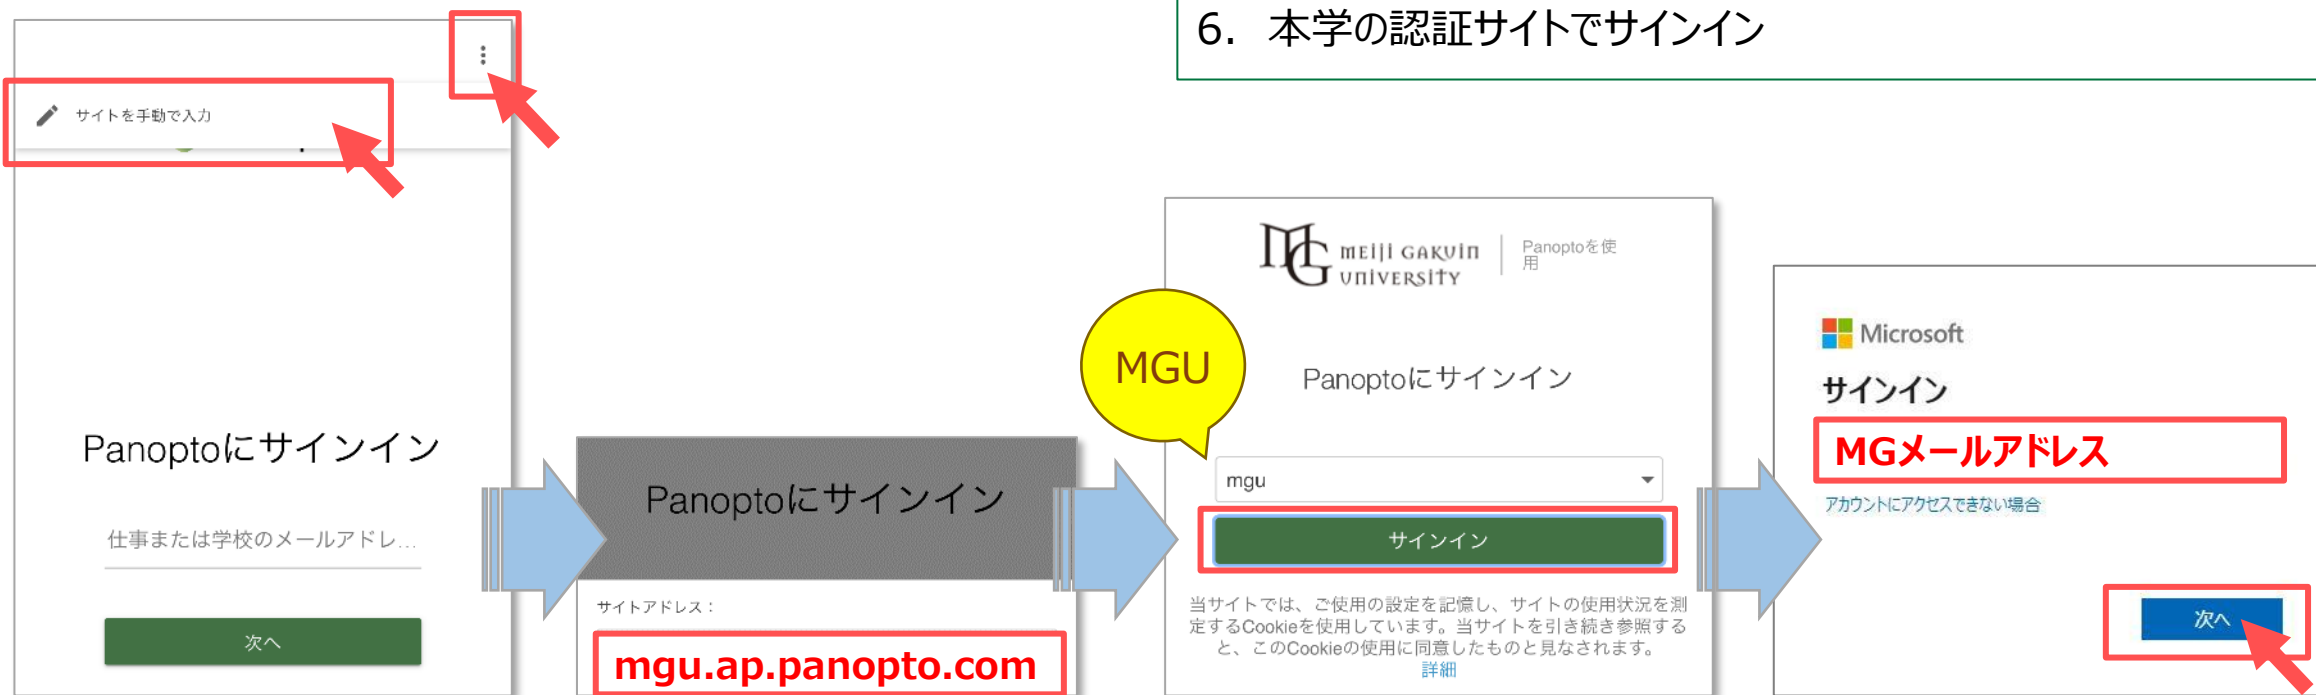 6. 本学の認証サイトでサインイン
サイトを手動で入力
Panoptoにサインイン
仕事または学校のメールアドレ...
次へ
Panoptoにサインイン
サイトアドレス：
mgu.ap.panopto.com
MGU
MG MEIJI GAKUIN
UNIVERSITY
Panoptoを使
用
Panoptoにサインイン
mgu
サインイン
当サイトでは、ご使用の設定を記憶し、サイトの使用状況を測
定するCookieを使用しています。当サイトを引き続き参照する
と、このCookieの使用に同意したものと見なされます。
詳細
Microsoft
サインイン
MGメールアドレス
アカウントにアクセスできない場合
次へ